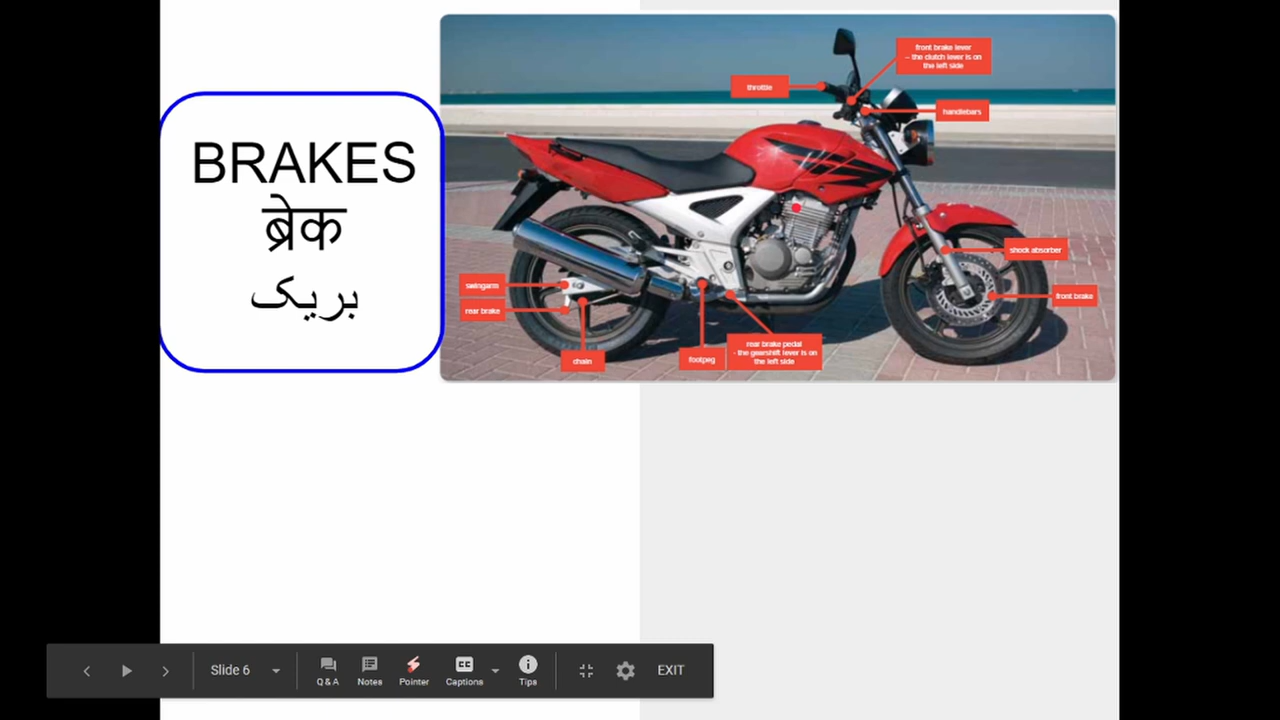 BRAKES
ब्रेक
بریک
front brake lever
– the clutch lever is on
the left side
throttle
handlebars
shock absorber
front brake
swingarm
rear brake
chain
footpeg
rear brake pedal
- the gearshift lever is on
the left side
Slide 6
Q & A
Notes
Pointer
CC
Captions
Tips
EXIT